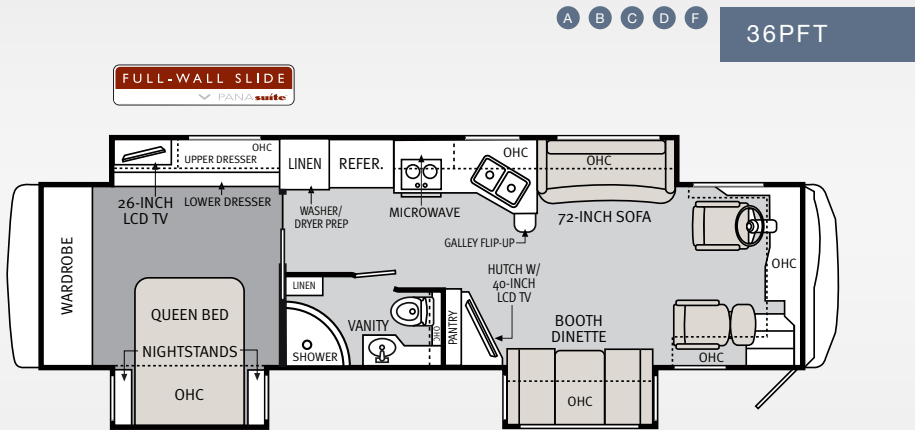 A B C D F
36PFT
FULL-WALL SLIDE
PANAsuite
OHC
UPPER DRESSER
LINEN
REFER.
OHC
OHC
26-INCH
LCD TV
LOWER DRESSER
WASHER/
DRYER PREP
MICROWAVE
72-INCH SOFA
GALLEY FLIP-UP
WARDROBE
OHC
HUTCH W/
40-INCH
LCD TV
LINEN
QUEEN BED
VANITY
OHC
PANTRY
BOOTH
DINETTE
NIGHTSTANDS
SHOWER
OHC
OHC
OHC